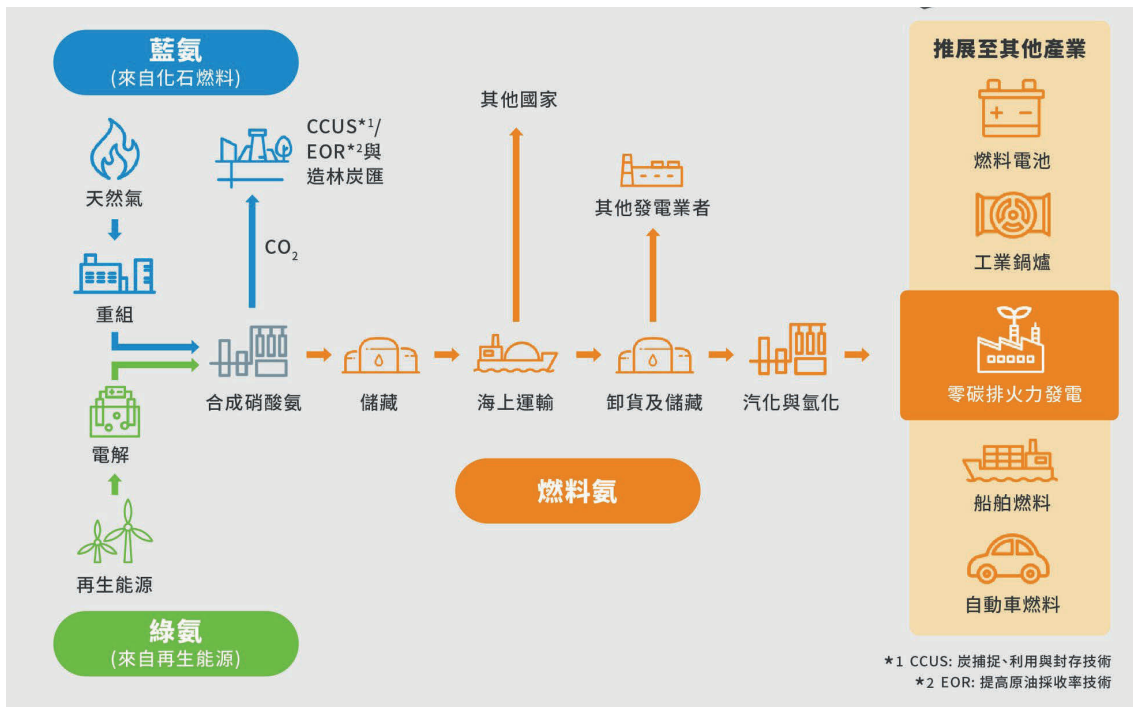 藍氨
(來自化石燃料)
天然氣
重組
CCUS*1/
EOR*2與
造林炭匯
CO2
其他國家
其他發電業者
合成硝酸氨
儲藏
海上運輸
卸貨及儲藏
汽化與氫化
電解
再生能源
綠氨
(來自再生能源)
燃料氨
推展至其他產業
燃料電池
工業鍋爐
零碳排火力發電
船舶燃料
自動車燃料
*1 CCUS: 炭捕捉、利用與封存技術
*2 EOR: 提高原油採收率技術